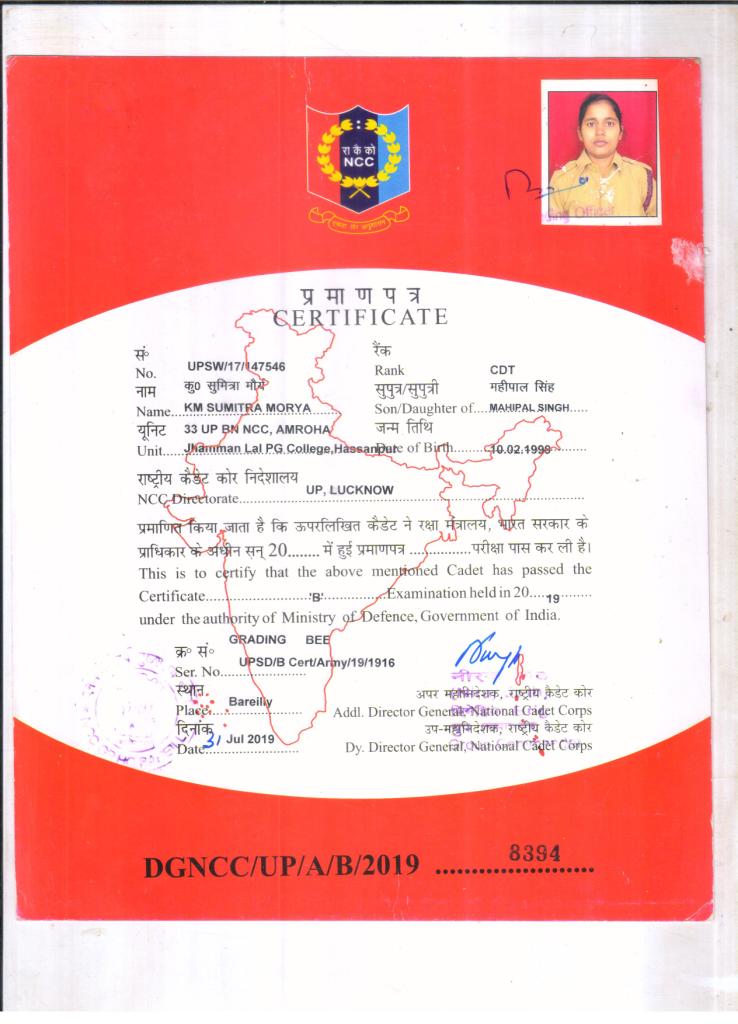 रा कै को
NCC
एकता और अनुशासन
ging Officer
प्रमाणपत्र
CERTIFICATE
सं॰
No. UPSW/17/147546
रैंक
Rank CDT
नाम कु0 सुमित्रा मौर्य
Name KM SUMITRA MORYA
सुपुत्र/सुपुत्री महीपाल सिंह
Son/Daughter of MAHIPAL SINGH
यूनिट 33 UP BN NCC, AMROHA
Unit Jhamman Lal PG College,Hassanpur
जन्म तिथि
Date of Birth 10.02.1998
राष्ट्रीय कैडेट कोर निदेशालय
NCC Directorate UP, LUCKNOW
प्रमाणित किया जाता है कि ऊपरलिखित कैडेट ने रक्षा मंत्रालय, भारत सरकार के
प्राधिकार के अधीन सन् 20........ में हुई प्रमाणपत्र ..............परीक्षा पास कर ली है।
This is to certify that the above mentioned Cadet has passed the
Certificate 'B' Examination held in 20 19
under the authority of Ministry of Defence, Government of India.
GRADING BEE
क्र॰ सं॰
Ser. No. UPSD/B Cert/Army/19/1916
स्थान
Place Bareilly
दिनांक
Date 31 Jul 2019
अपर महानिदेशक, राष्ट्रीय कैडेट कोर
Addl. Director General, National Cadet Corps
उप-महानिदेशक, राष्ट्रीय कैडेट कोर
Dy. Director General, National Cadet Corps
DGNCC/UP/A/B/2019 8394